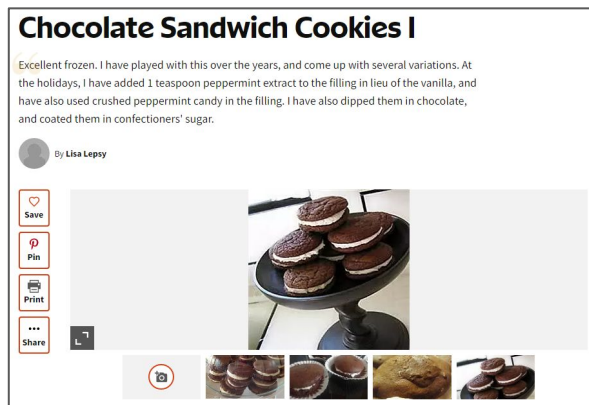 Chocolate Sandwich Cookies I
Excellent frozen. I have played with this over the years, and come up with several variations. At
the holidays, I have added 1 teaspoon peppermint extract to the filling in lieu of the vanilla, and
have also used crushed peppermint candy in the filling. I have also dipped them in chocolate,
and coated them in confectioners' sugar.
By Lisa Lepsy
Save
Pin
Print
Share